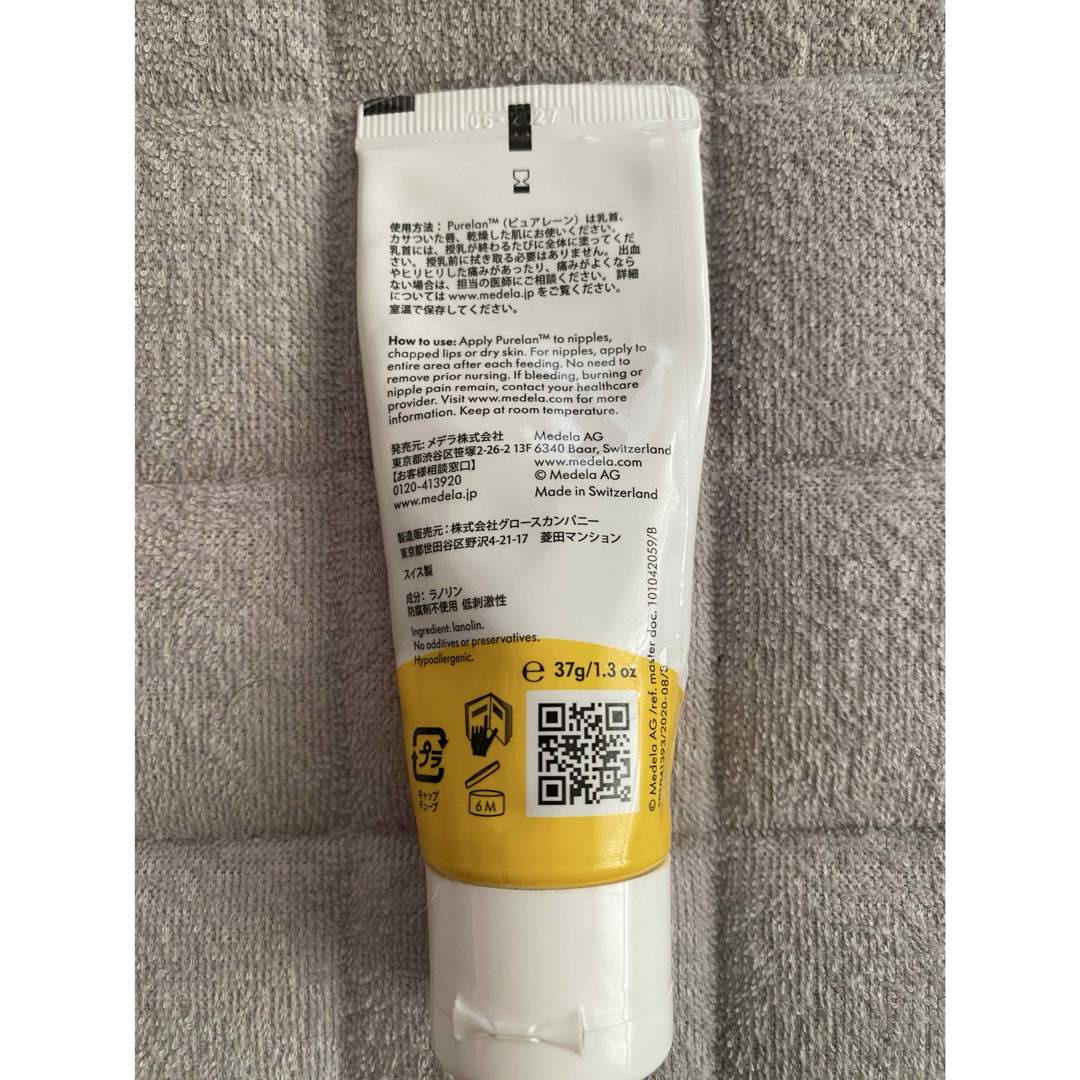 06-2027
使用方法： Purelan™（ピュアレーン）は乳首、
カサついた唇、乾燥した肌にお使いください。
乳首には、授乳が終わるたびに全体に塗ってくだ
さい。 授乳前に拭き取る必要はありません。 出血
やヒリヒリした痛みがあったり、痛みがよくなら
ない場合は、担当の医師にご相談ください。 詳細
については www.medela.jp をご覧ください。
室温で保存してください。
How to use: Apply Purelan™ to nipples,
chapped lips or dry skin. For nipples, apply to
entire area after each feeding. No need to
remove prior nursing. If bleeding, burning or
nipple pain remain, contact your healthcare
provider. Visit www.medela.com for more
information. Keep at room temperature.
発売元: メデラ株式会社
東京都渋谷区笹塚2-26-2 13F
【お客様相談窓口】
0120-413920
www.medela.jp
Medela AG
6340 Baar, Switzerland
www.medela.com
© Medela AG
Made in Switzerland
製造販売元：株式会社グロースカンパニー
東京都世田谷区野沢4-21-17 菱田マンション
スイス製
成分： ラノリン
防腐剤不使用 低刺激性
Ingredient: lanolin.
No additives or preservatives.
Hypoallergenic.
℮ 37g/1.3 oz
プラ
キャップ
チューブ
6 M
© Medela AG /ref. master doc. 101042059/B